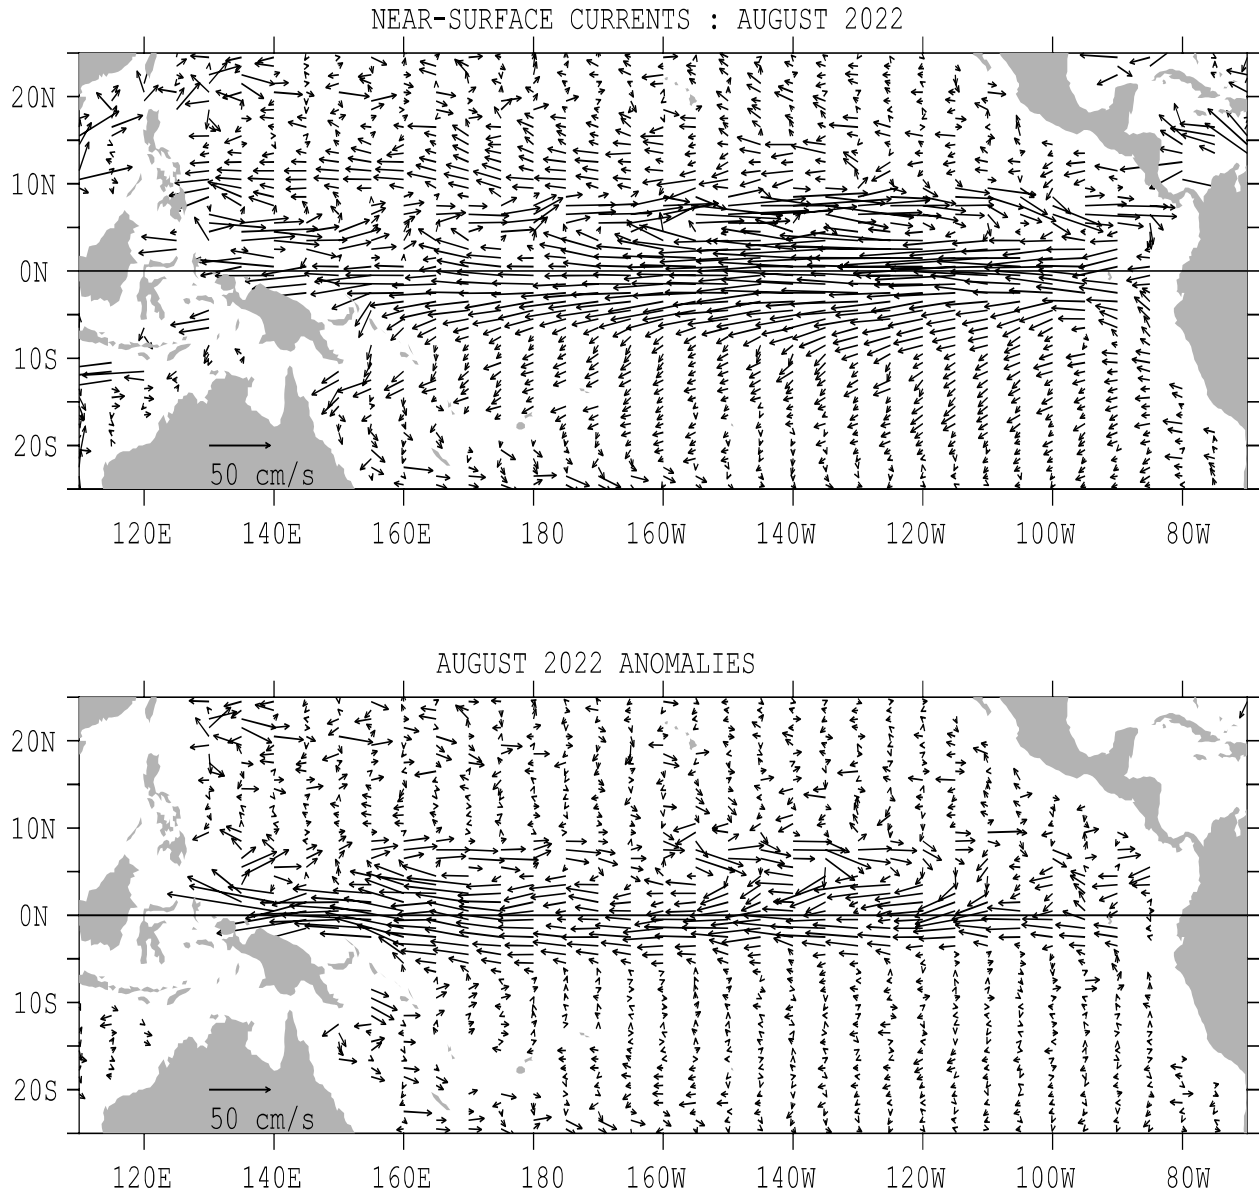 NEAR-SURFACE CURRENTS : AUGUST 2022
20N
10N
0N
10S
20S
50 cm/s
120E 140E 160E 180 160W 140W 120W 100W 80W
AUGUST 2022 ANOMALIES
20N
10N
0N
10S
20S
50 cm/s
120E 140E 160E 180 160W 140W 120W 100W 80W